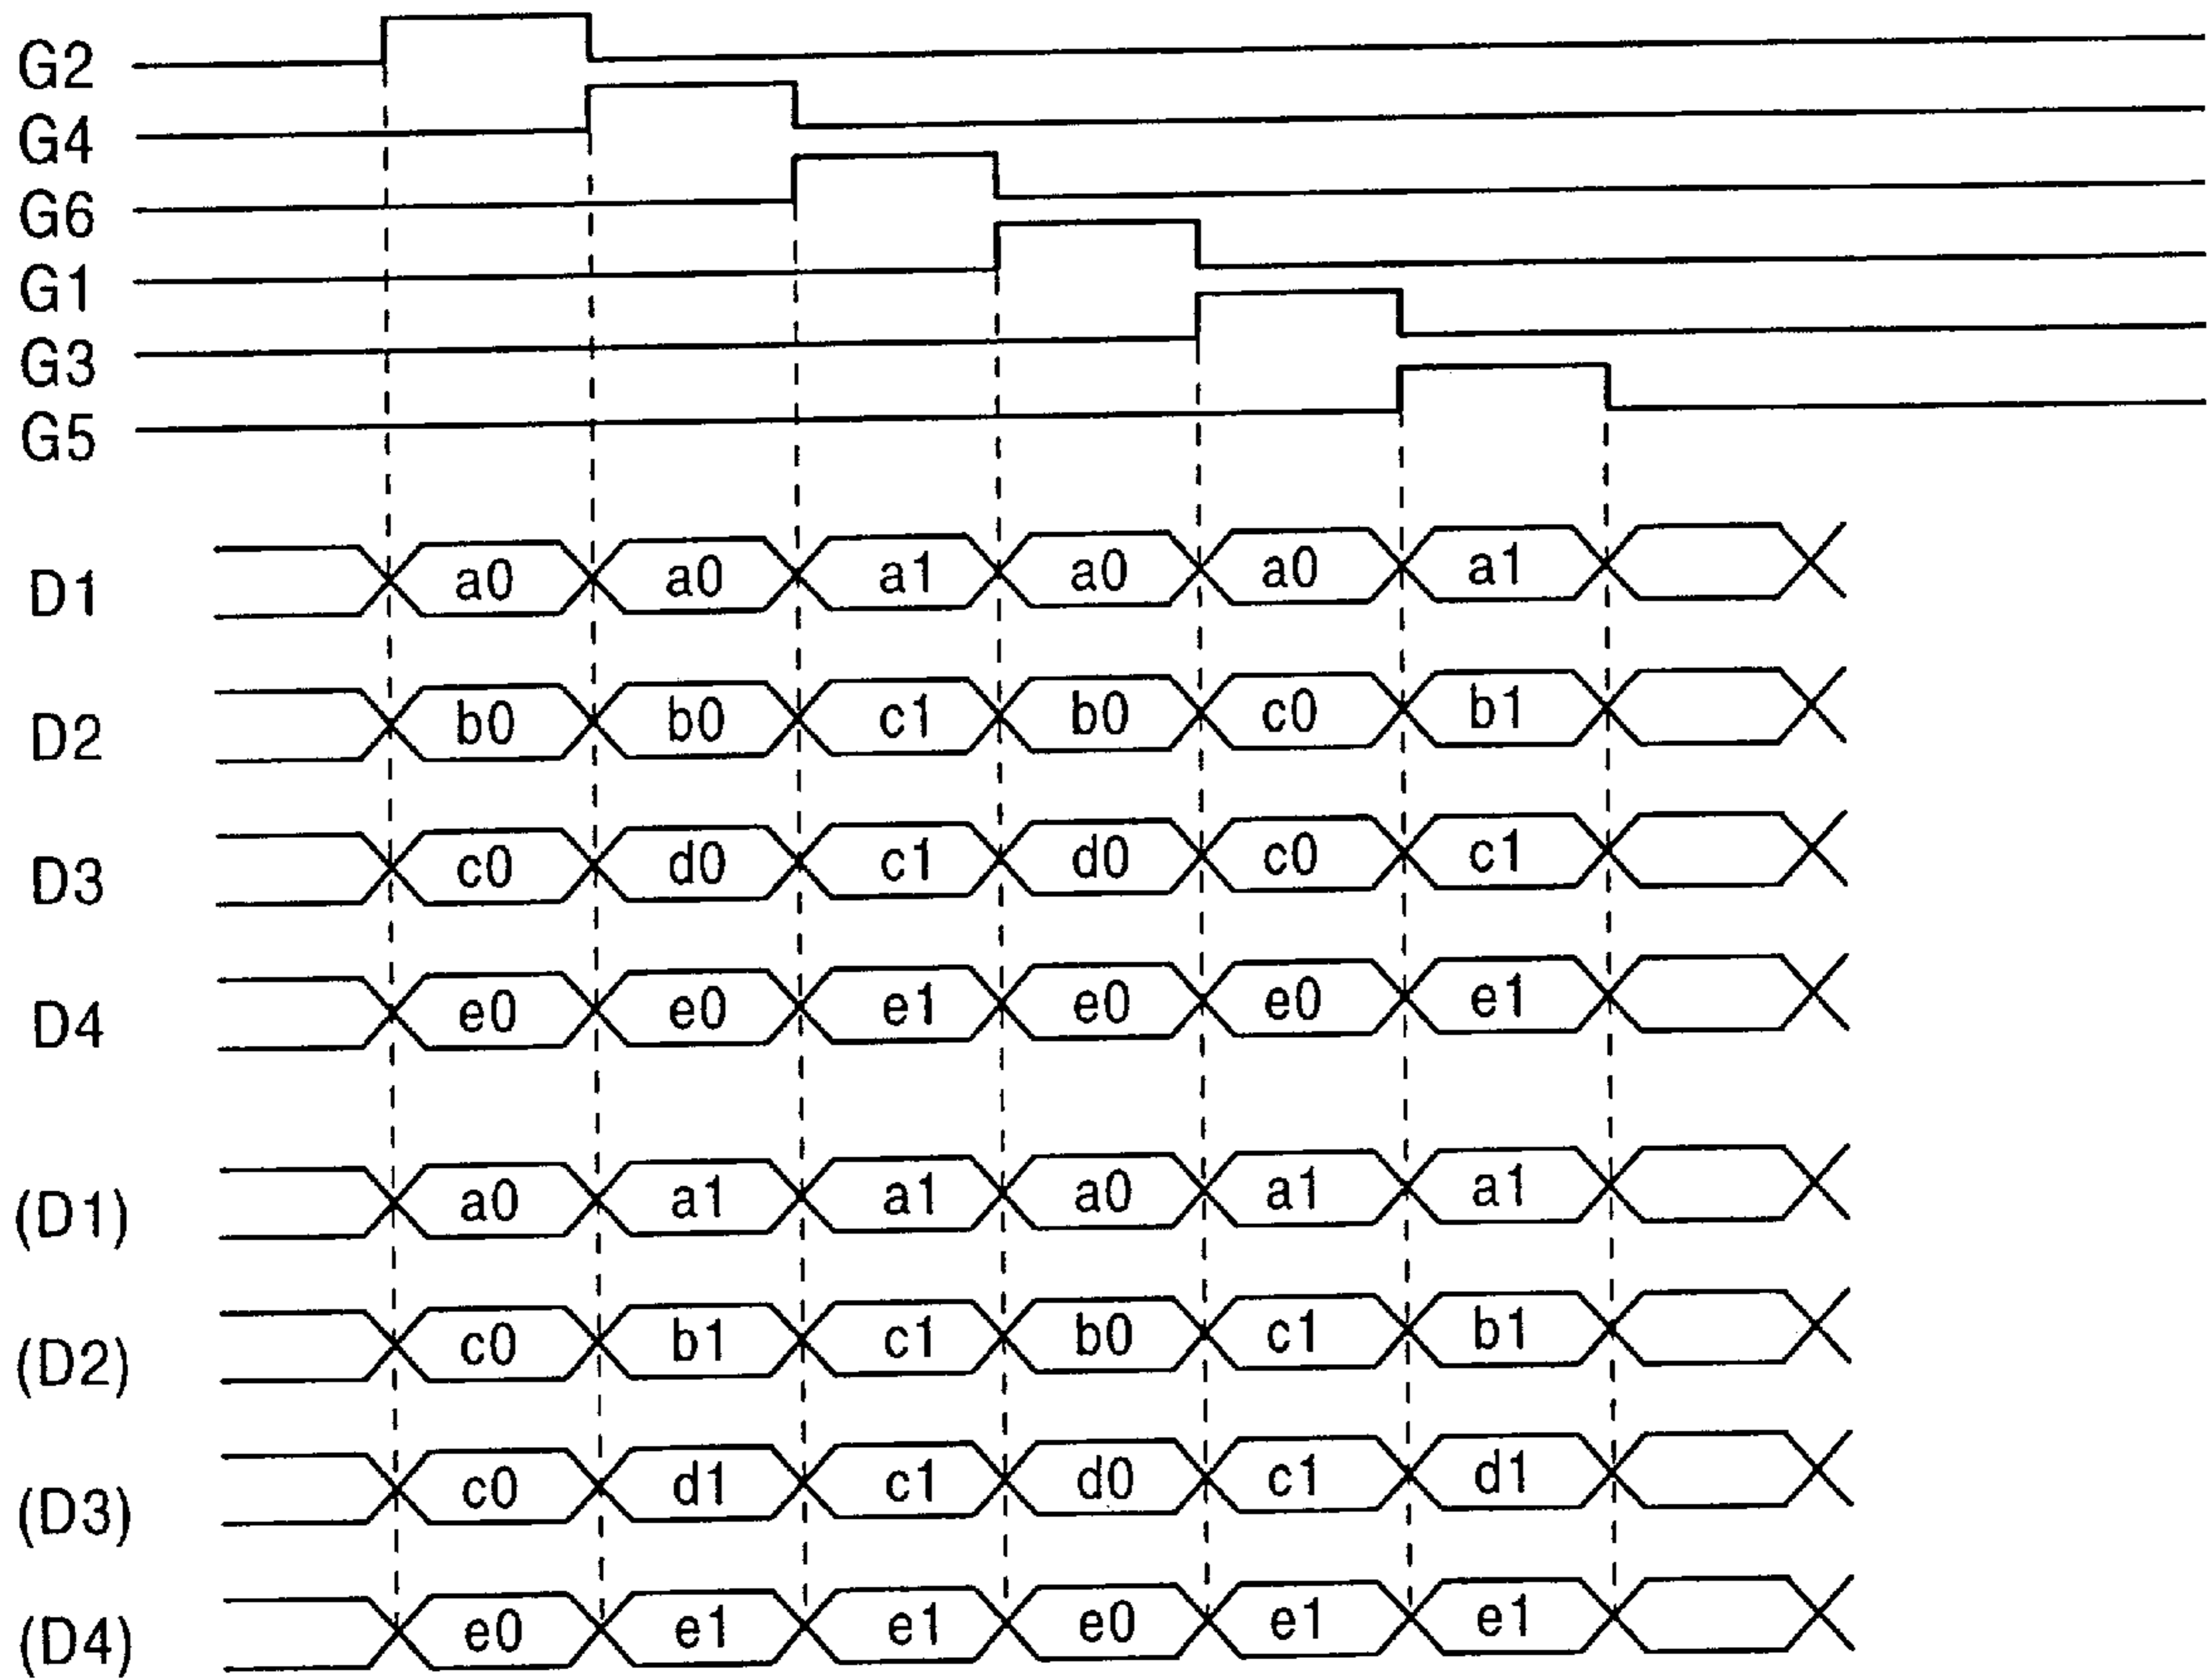 G2
G4
G6
G1
G3
G5
D1 a0 a0 a1 a0 a0 a1
D2 b0 b0 c1 b0 c0 b1
D3 c0 d0 c1 d0 c0 c1
D4 e0 e0 e1 e0 e0 e1
(D1) a0 a1 a1 a0 a1 a1
(D2) c0 b1 c1 b0 c1 b1
(D3) c0 d1 c1 d0 c1 d1
(D4) e0 e1 e1 e0 e1 e1